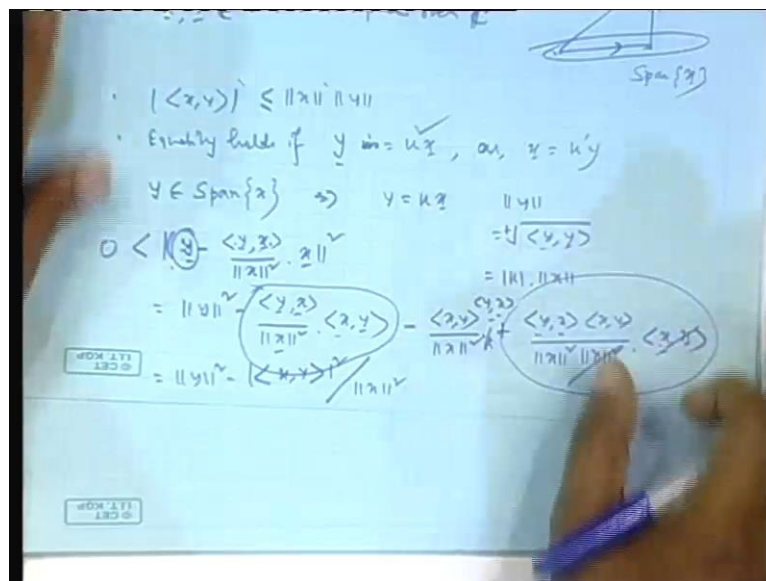 Span{x}
· |<x,y>| ≤ ||x|| ||y||
· Equality holds if y = kx, or, x = k'y
y ∈ Span{x} ⇒ y = kx ||y||
= +√<y,y>
= |k|.||x||
0 < ||y - <y,x>/||x||² . x||²
= ||y||² - <y,x>/||x||² . <x,y> - <x,y>/||x||² <y,x> + <y,x> <x,y>/||x||² ||x||² . <x,x>
= ||y||² - |<x,y>|²/||x||²
© CET
I.I.T. KGP
© CET
I.I.T. KGP